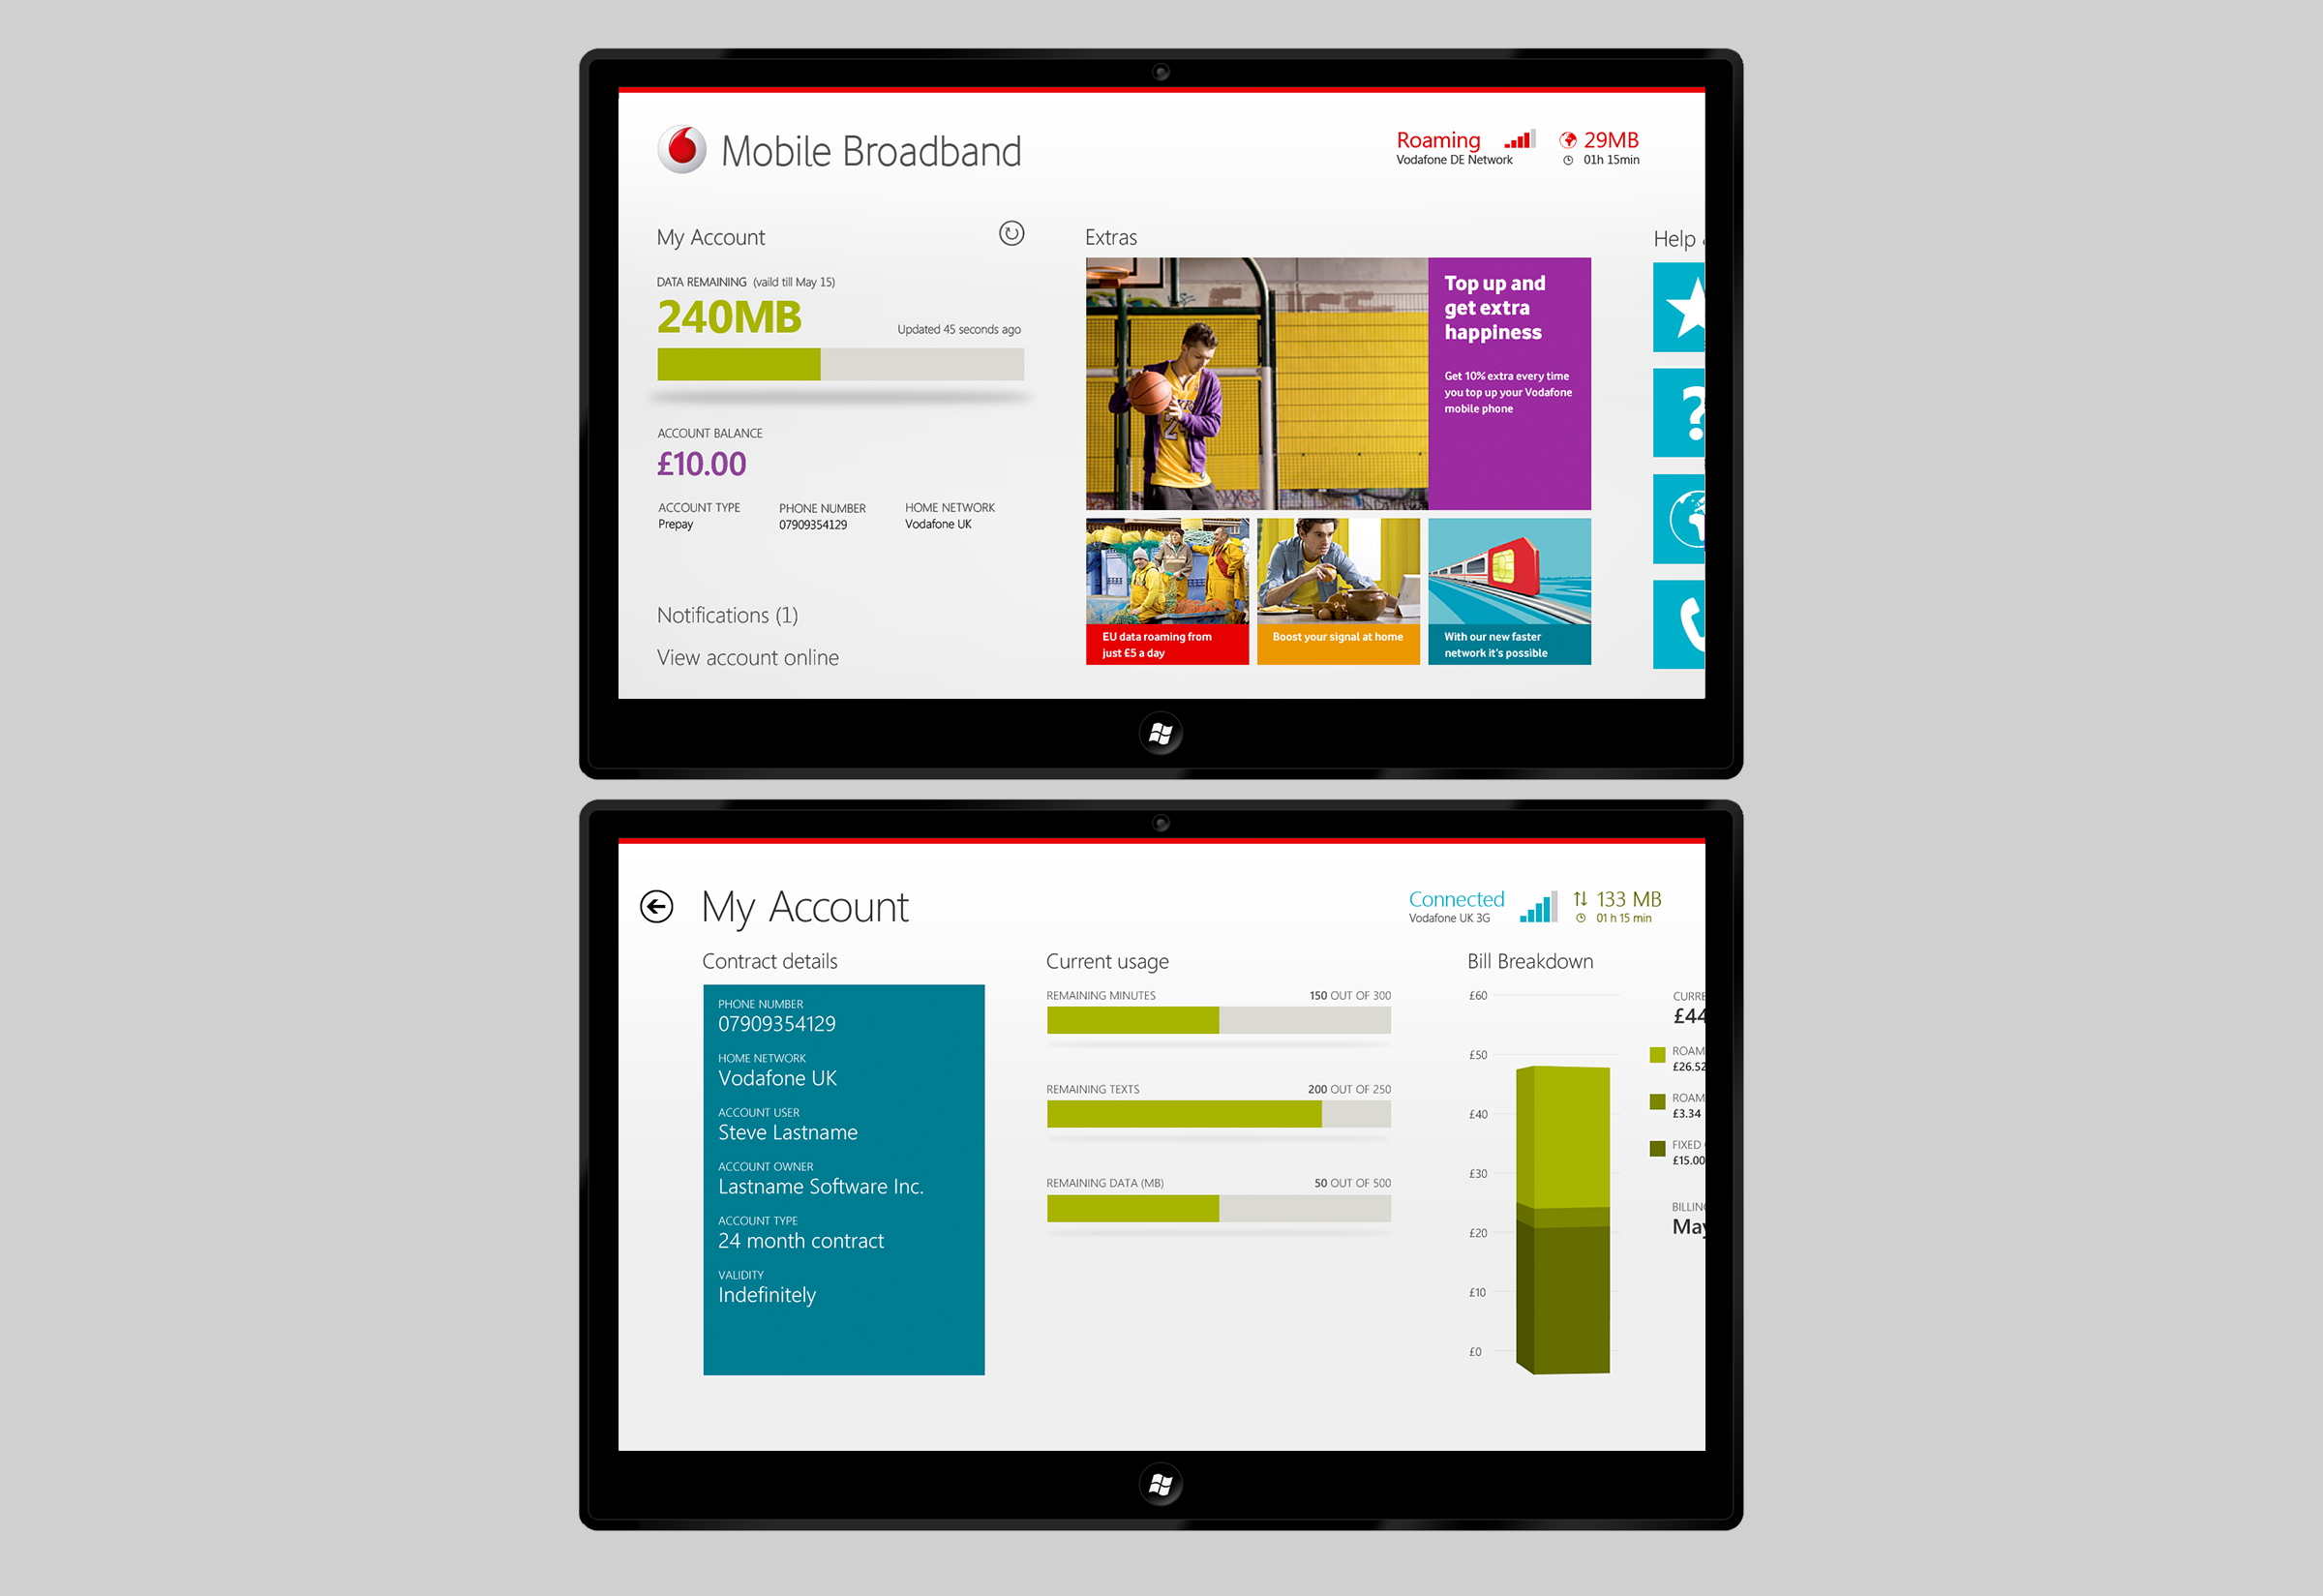 Mobile Broadband
Roaming
Vodafone DE Network
29MB
01h 15min
My Account
DATA REMAINING (vaild till May 15)
240MB
Updated 45 seconds ago
ACCOUNT BALANCE
£10.00
ACCOUNT TYPE
Prepay
PHONE NUMBER
07909354129
HOME NETWORK
Vodafone UK
Notifications (1)
View account online
Extras
Top up and
get extra
happiness
Get 10% extra every time
you top up your Vodafone
mobile phone
EU data roaming from
just £5 a day
Boost your signal at home
With our new faster
network it's possible
Help
?
My Account
Connected
Vodafone UK 3G
133 MB
01 h 15 min
Contract details
PHONE NUMBER
07909354129
HOME NETWORK
Vodafone UK
ACCOUNT USER
Steve Lastname
ACCOUNT OWNER
Lastname Software Inc.
ACCOUNT TYPE
24 month contract
VALIDITY
Indefinitely
Current usage
REMAINING MINUTES
150 OUT OF 300
REMAINING TEXTS
200 OUT OF 250
REMAINING DATA (MB)
50 OUT OF 500
Bill Breakdown
£60
£50
£40
£30
£20
£10
£0
CURRE
£44
ROAM
£26.52
ROAM
£3.34
FIXED
£15.00
BILLING
May